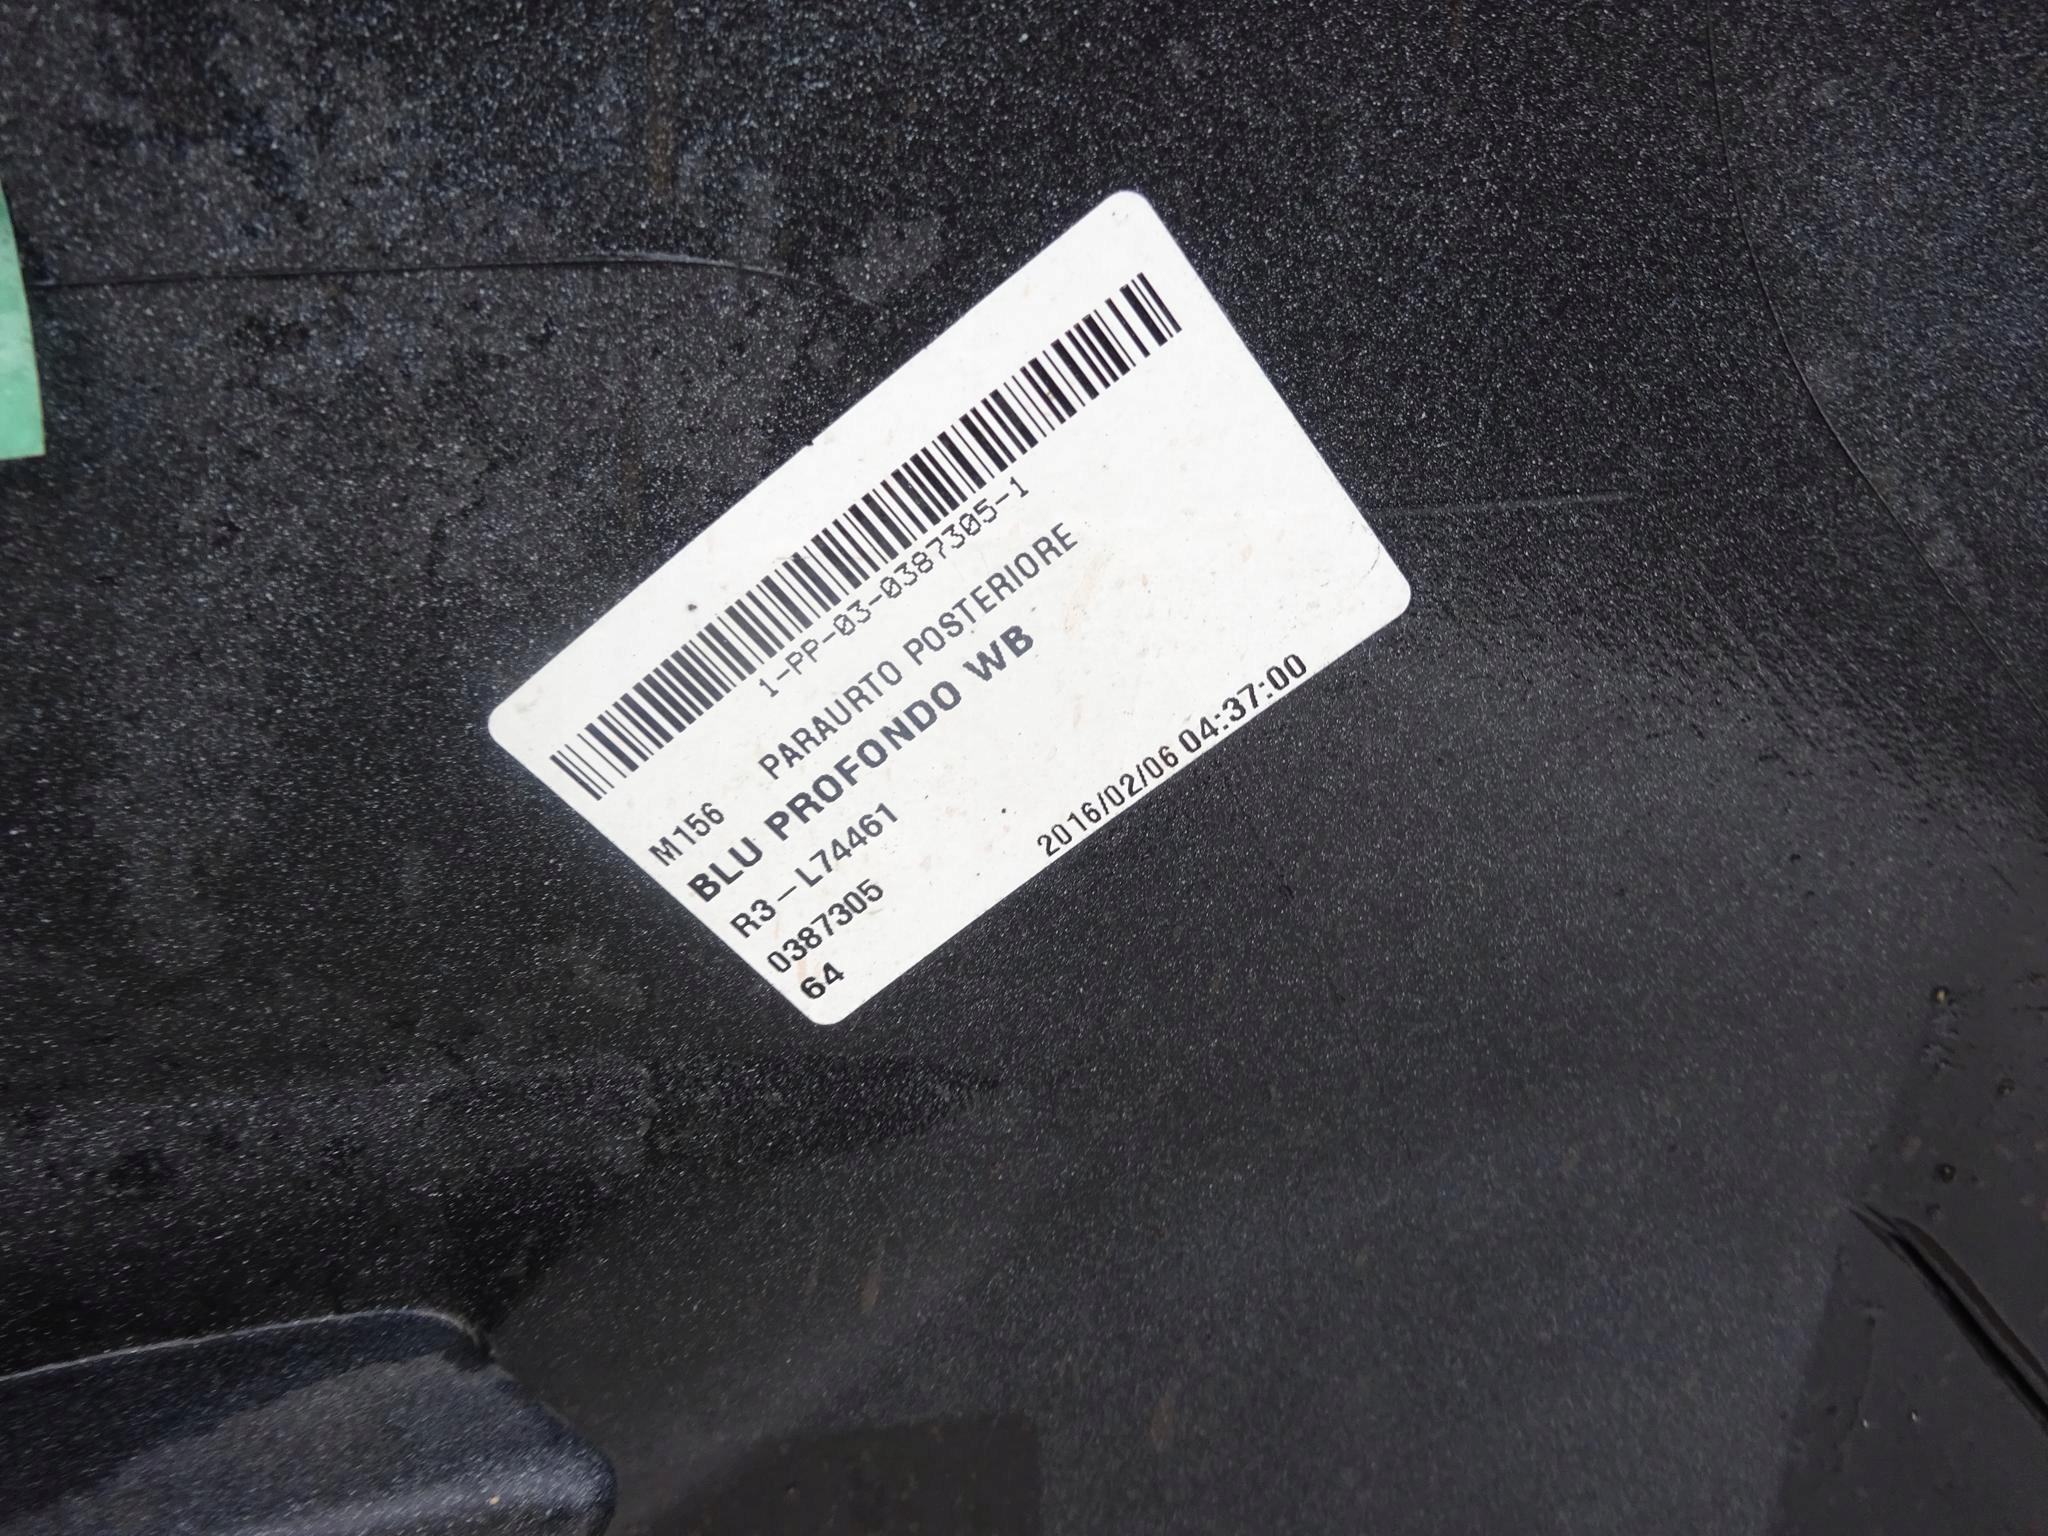 1-PP-03-0387305-1
M156 PARAURTO POSTERIORE
BLU PROFONDO WB
R3-L74461
0387305
64 2016/02/06 04:37:00